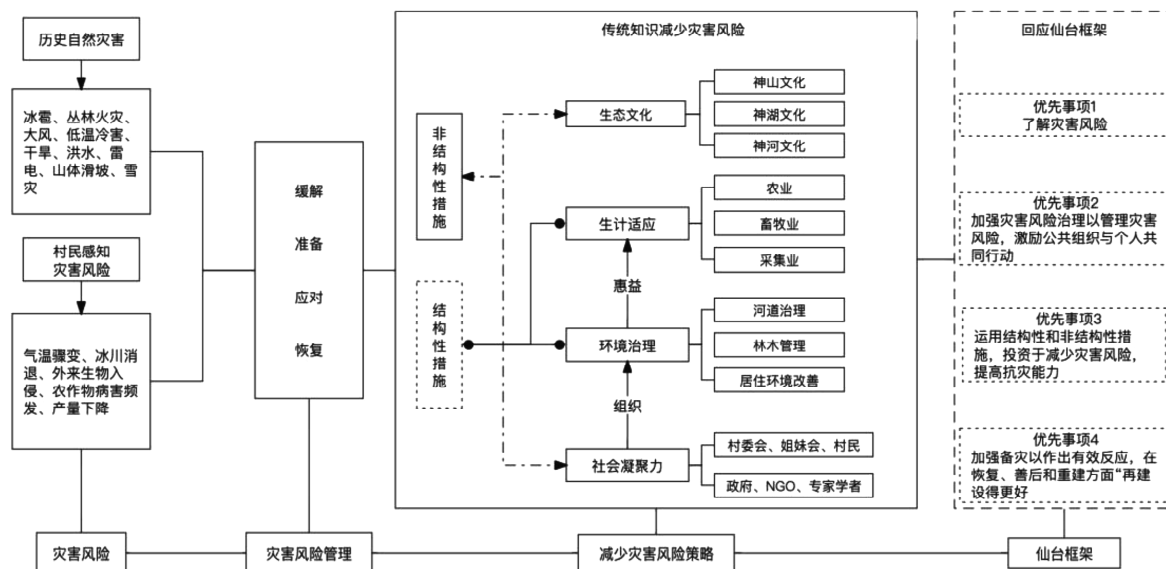 历史自然灾害
冰雹、丛林火灾、
大风、低温冷害、
干旱、洪水、雷
电、山体滑坡、雪
灾
村民感知
灾害风险
气温骤变、冰川消
退、外来生物入
侵、农作物病害频
发、产量下降
缓解
准备
应对
恢复
传统知识减少灾害风险
非结构性措施
结构性措施
生态文化
神山文化
神湖文化
神河文化
生计适应
农业
畜牧业
采集业
惠益
环境治理
河道治理
林木管理
居住环境改善
组织
社会凝聚力
村委会、姐妹会、村民
政府、NGO、专家学者
回应仙台框架
优先事项1
了解灾害风险
优先事项2
加强灾害风险治理以管理灾害
风险，激励公共组织与个人共
同行动
优先事项3
运用结构性和非结构性措
施，投资于减少灾害风险，
提高抗灾能力
优先事项4
加强备灾以作出有效反应，在
恢复、善后和重建方面“再建
设得更好
灾害风险
灾害风险管理
减少灾害风险策略
仙台框架